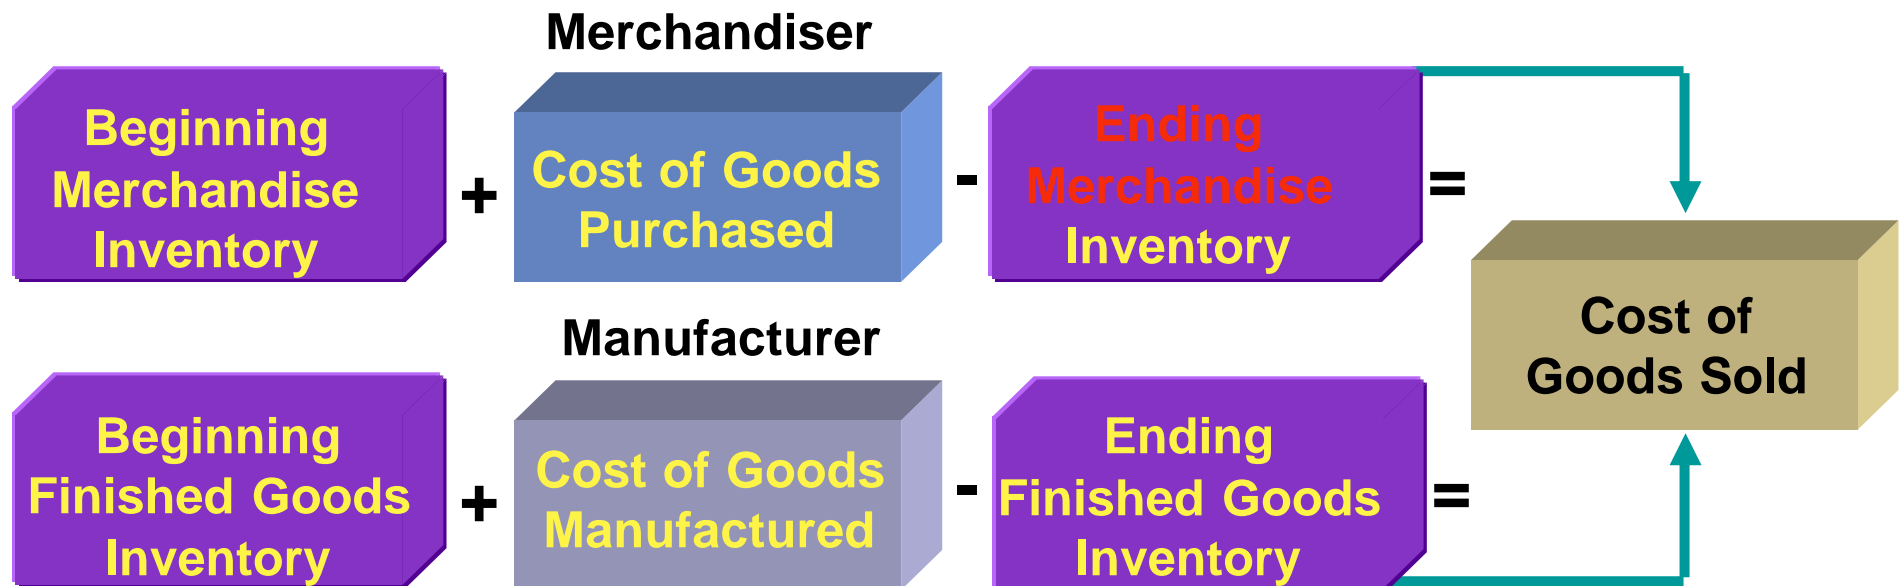 Merchandiser
Beginning
Merchandise
Inventory
+
Cost of Goods
Purchased
-
Ending
Merchandise
Inventory
=
Manufacturer
Beginning
Finished Goods
Inventory
+
Cost of Goods
Manufactured
-
Ending
Finished Goods
Inventory
=
Cost of
Goods Sold